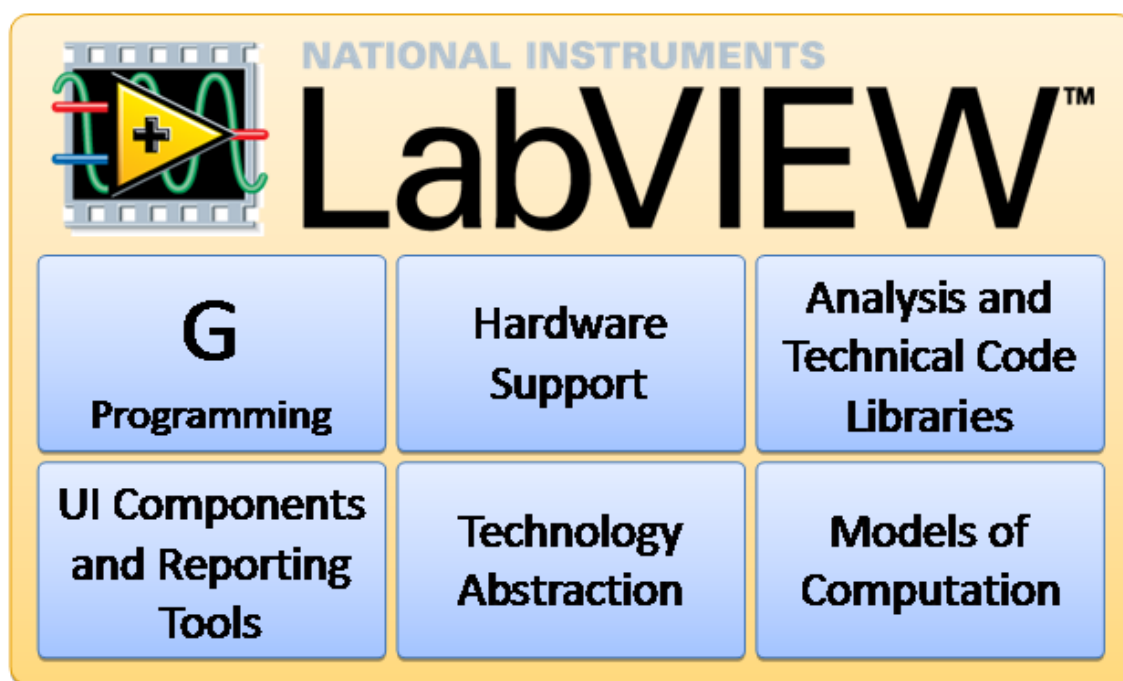 NATIONAL INSTRUMENTS
LabVIEW™
G
Programming
Hardware
Support
Analysis and
Technical Code
Libraries
UI Components
and Reporting
Tools
Technology
Abstraction
Models of
Computation